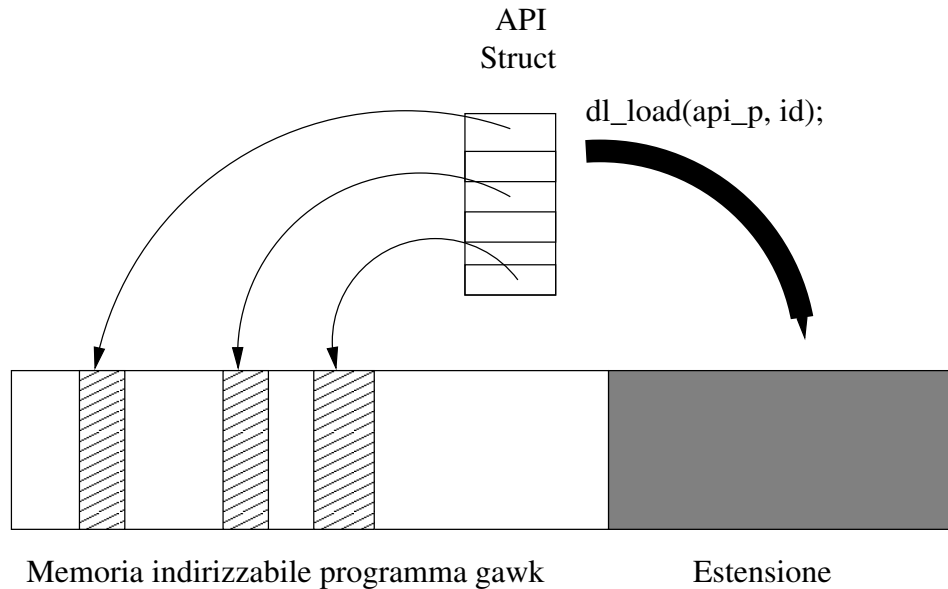 API
Struct
dl_load(api_p, id);
Memoria indirizzabile programma gawk
Estensione